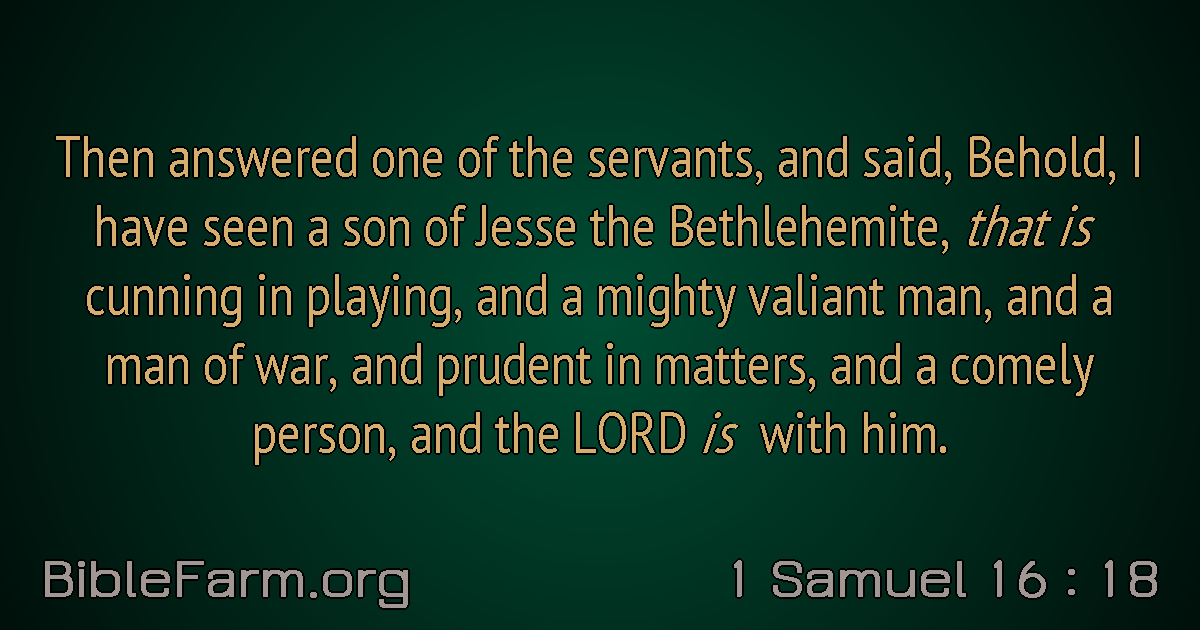 Then answered one of the servants, and said, Behold, I
have seen a son of Jesse the Bethlehemite, that is
cunning in playing, and a mighty valiant man, and a
man of war, and prudent in matters, and a comely
person, and the LORD is with him.
BibleFarm.org
1 Samuel 16 : 18